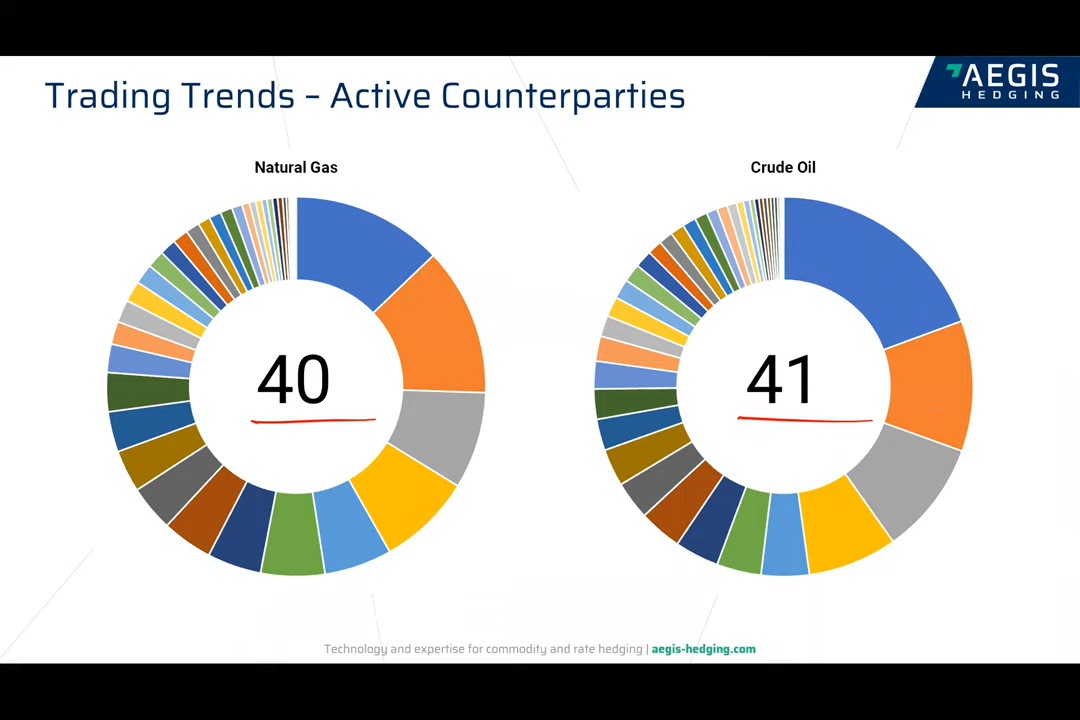 Trading Trends – Active Counterparties
AEGIS
HEDGING
Natural Gas
Crude Oil
40
41
Technology and expertise for commodity and rate hedging | aegis-hedging.com